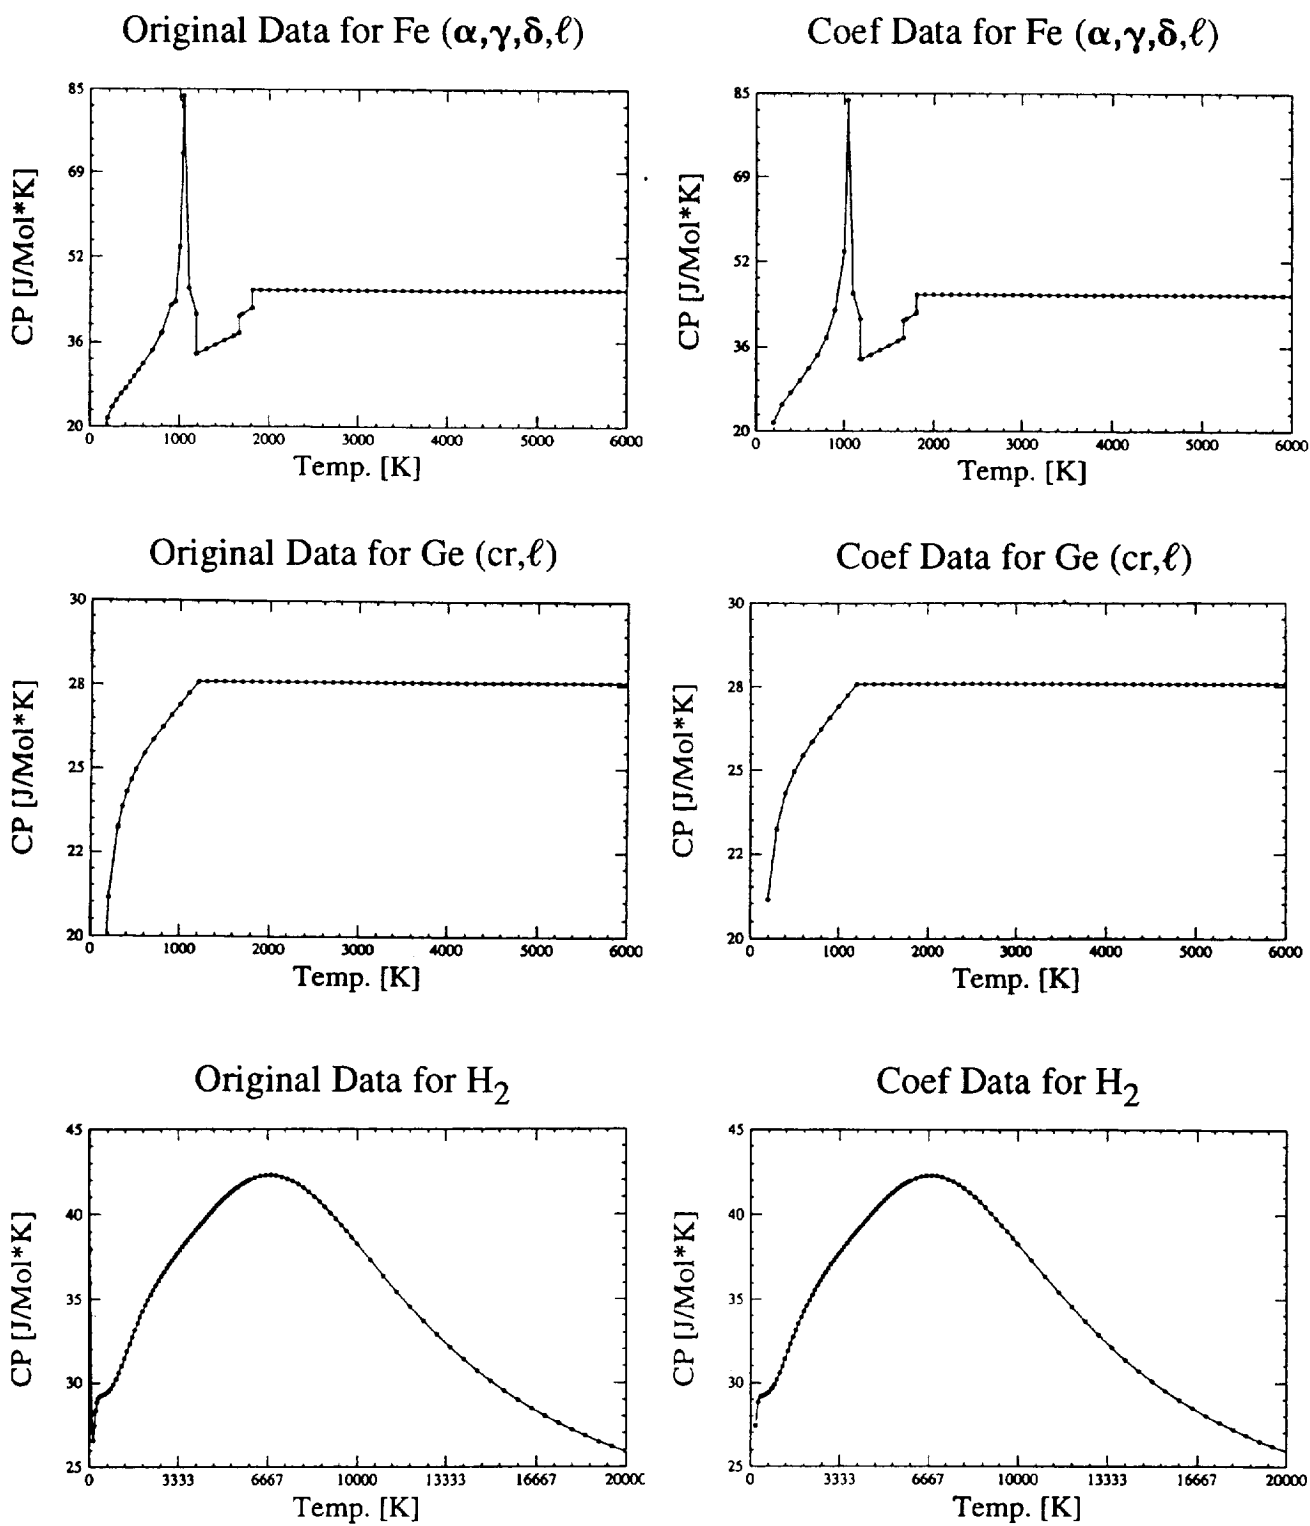 Original Data for Fe (α,γ,δ,ℓ)
85
69
52
36
20
CP [J/Mol*K]
0 1000 2000 3000 4000 5000 6000
Temp. [K]
Coef Data for Fe (α,γ,δ,ℓ)
85
69
52
36
20
CP [J/Mol*K]
0 1000 2000 3000 4000 5000 6000
Temp. [K]
Original Data for Ge (cr,ℓ)
30
28
25
22
20
CP [J/Mol*K]
0 1000 2000 3000 4000 5000 6000
Temp. [K]
Coef Data for Ge (cr,ℓ)
30
28
25
22
20
CP [J/Mol*K]
0 1000 2000 3000 4000 5000 6000
Temp. [K]
Original Data for H₂
45
40
35
30
25
CP [J/Mol*K]
0 3333 6667 10000 13333 16667 20000
Temp. [K]
Coef Data for H₂
45
40
35
30
25
CP [J/Mol*K]
0 3333 6667 10000 13333 16667 20000
Temp. [K]